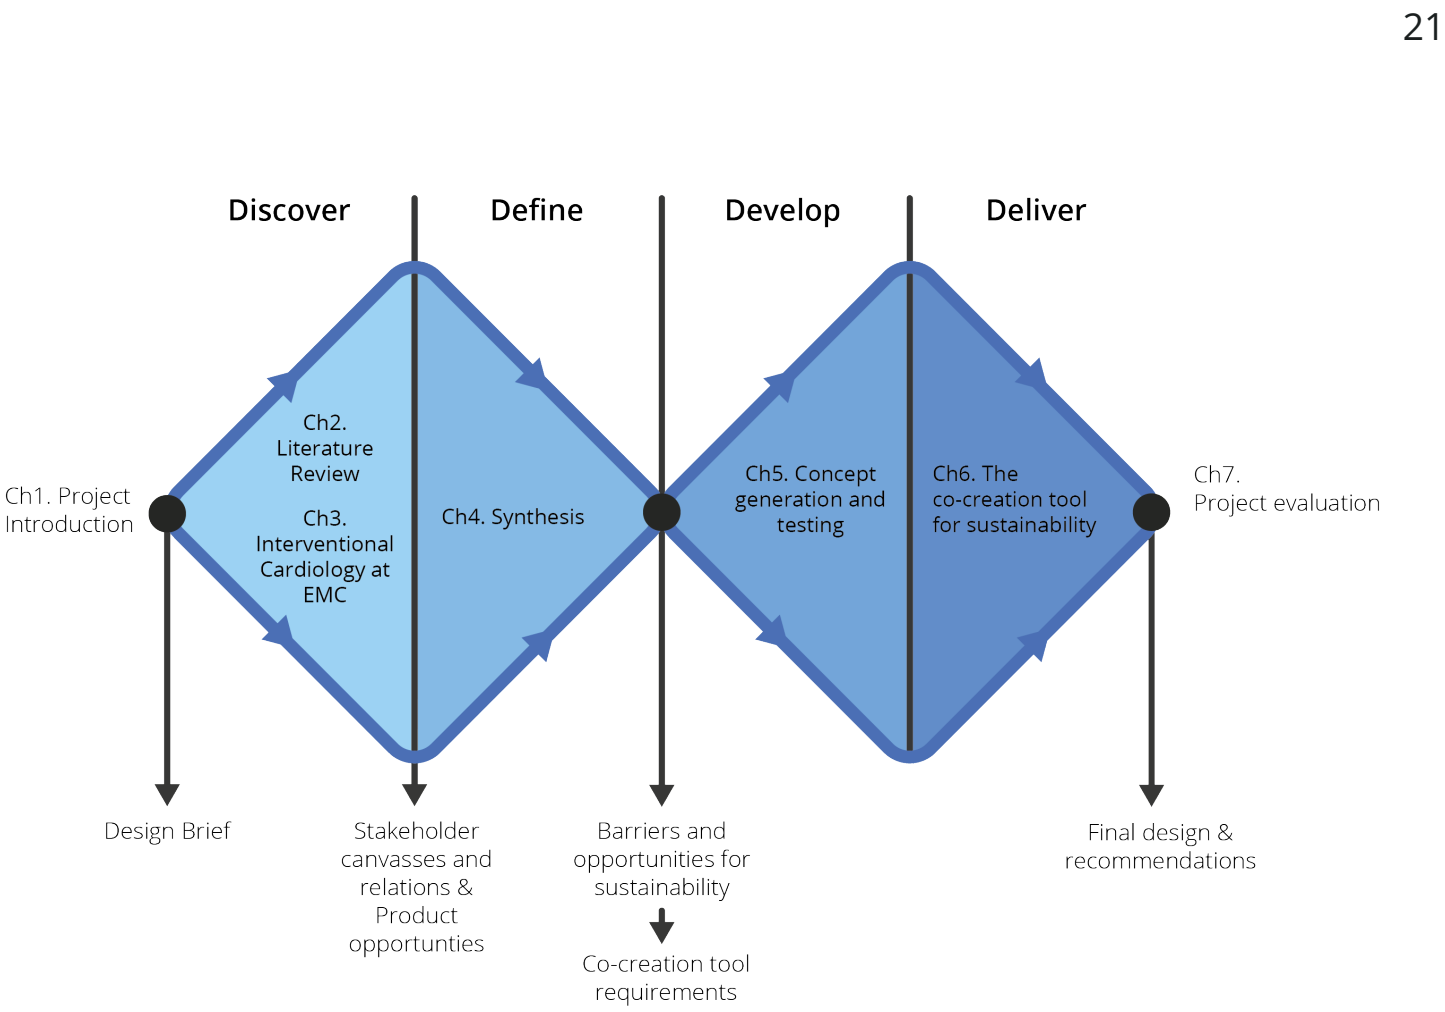 21
Discover
Define
Develop
Deliver
Ch1. Project
Introduction
Ch2.
Literature
Review
Ch3.
Interventional
Cardiology at
EMC
Ch4. Synthesis
Ch5. Concept
generation and
testing
Ch6. The
co-creation tool
for sustainability
Ch7.
Project evaluation
Design Brief
Stakeholder
canvasses and
relations &
Product
opportunties
Barriers and
opportunities for
sustainability
Co-creation tool
requirements
Final design &
recommendations